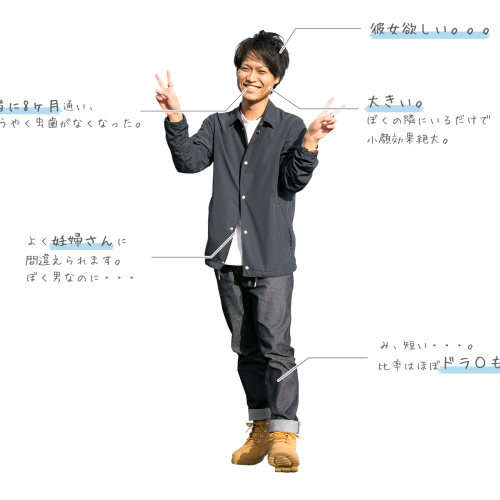 彼女欲しい。。。
者に8ヶ月通い、
うやく虫歯がなくなった。
大きい。
ぼくの隣にいるだけで
小顔効果絶大。
よく妊婦さんに
間違えられます。
ぼく男なのに・・・
み、短い・・・。
比率はほぼドラ〇も